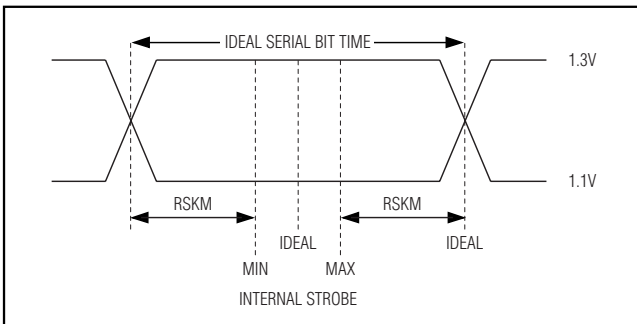 IDEAL SERIAL BIT TIME
1.3V
1.1V
RSKM
RSKM
IDEAL
IDEAL
MIN
MAX
INTERNAL STROBE